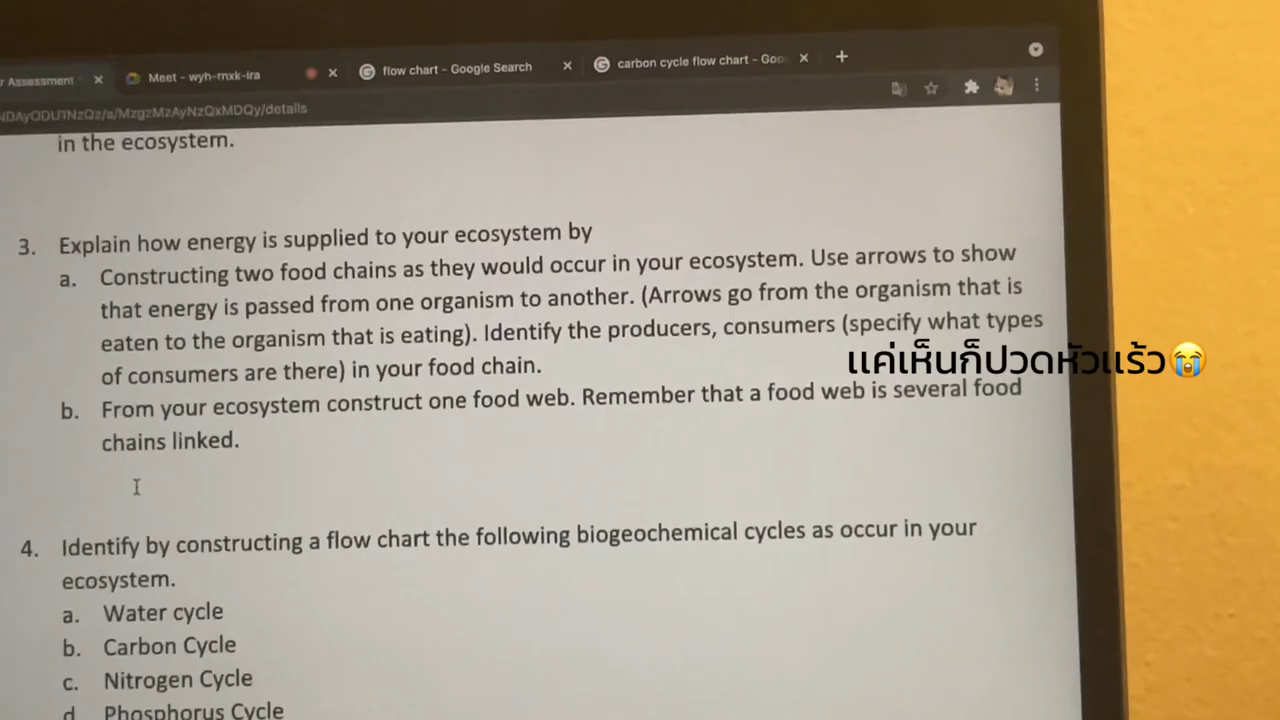 r Assessment
Meet - wyh-rnxk-ira
flow chart - Google Search
carbon cycle flow chart - Goo
NDAyODU1NzQz/a/MzgzMzAyNzQxMDQy/details
in the ecosystem.
3. Explain how energy is supplied to your ecosystem by
a. Constructing two food chains as they would occur in your ecosystem. Use arrows to show
that energy is passed from one organism to another. (Arrows go from the organism that is
eaten to the organism that is eating). Identify the producers, consumers (specify what types
of consumers are there) in your food chain.
แค่เห็นก็ปวดหัวแร้ว😭
b. From your ecosystem construct one food web. Remember that a food web is several food
chains linked.
4. Identify by constructing a flow chart the following biogeochemical cycles as occur in your
ecosystem.
a. Water cycle
b. Carbon Cycle
c. Nitrogen Cycle
d. Phosphorus Cycle